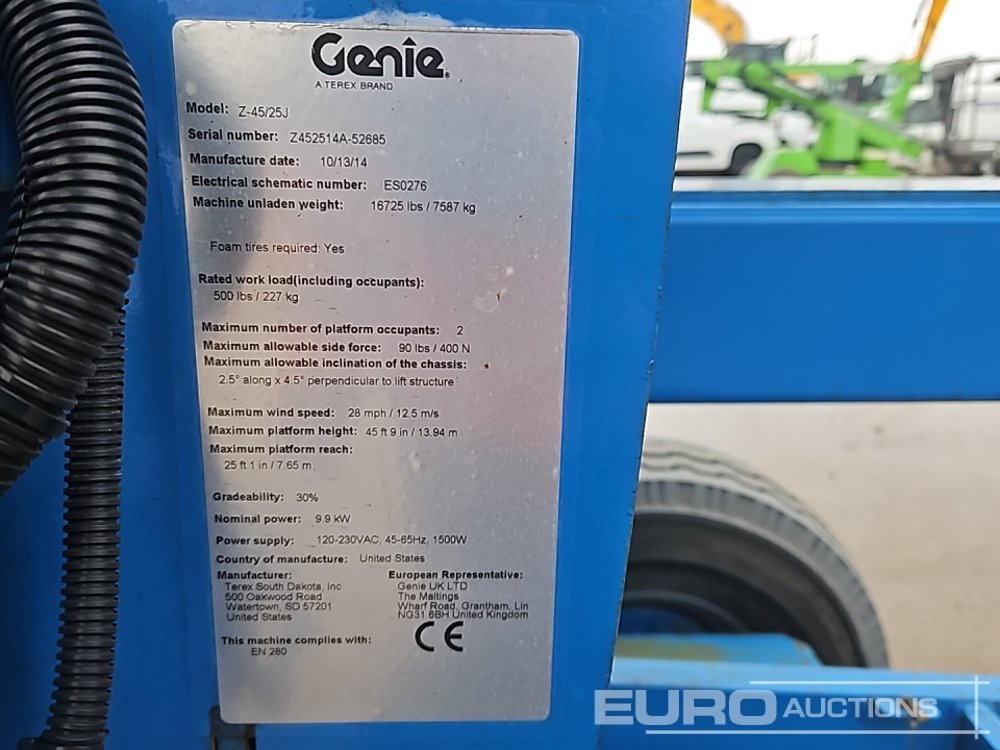 Genie
A TEREX BRAND
Model: Z-45/25J
Serial number: Z452514A-52685
Manufacture date: 10/13/14
Electrical schematic number: ES0276
Machine unladen weight: 16725 lbs / 7587 kg
Foam tires required: Yes
Rated work load(including occupants):
500 lbs / 227 kg
Maximum number of platform occupants: 2
Maximum allowable side force: 90 lbs / 400 N
Maximum allowable inclination of the chassis:
2.5° along x 4.5° perpendicular to lift structure
Maximum wind speed: 28 mph / 12.5 m/s
Maximum platform height: 45 ft 9 in / 13.94 m
Maximum platform reach:
25 ft 1 in / 7.65 m
Gradeability: 30%
Nominal power: 9.9 kW
Power supply: 120-230VAC, 45-65Hz, 1500W
Country of manufacture: United States
Manufacturer:
Terex South Dakota, Inc
500 Oakwood Road
Watertown, SD 57201
United States
European Representative:
Genie UK LTD
The Maltings
Wharf Road, Grantham, Lin
NG31 6BH United Kingdom
CE
This machine complies with:
EN 280
EURO AUCTIONS